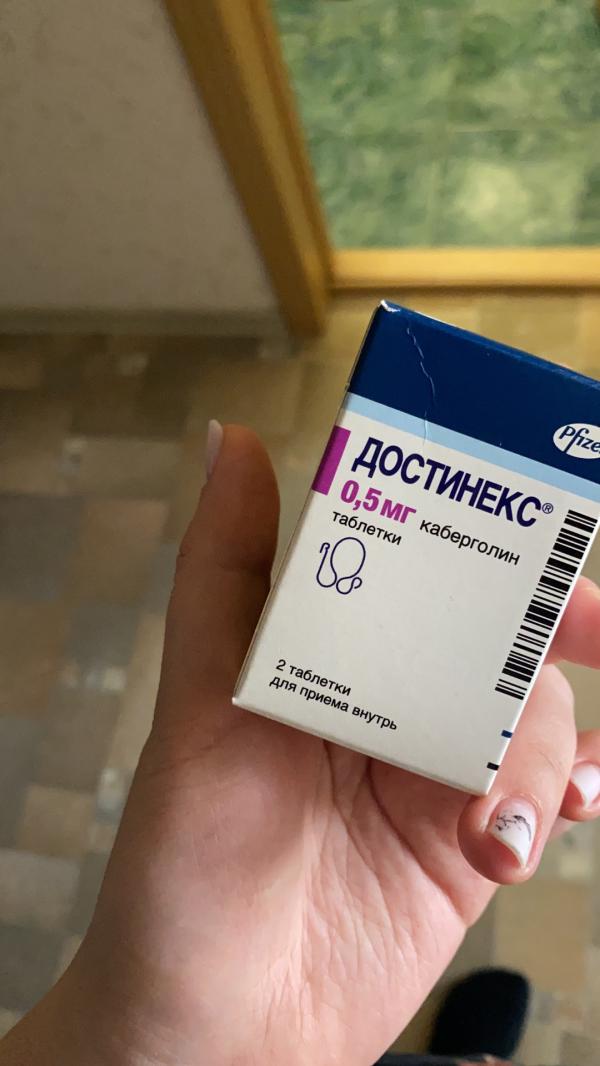 Pfizer
ДОСТИНЕКС®
0,5 мг каберголин
таблетки
2 таблетки
для приема внутрь